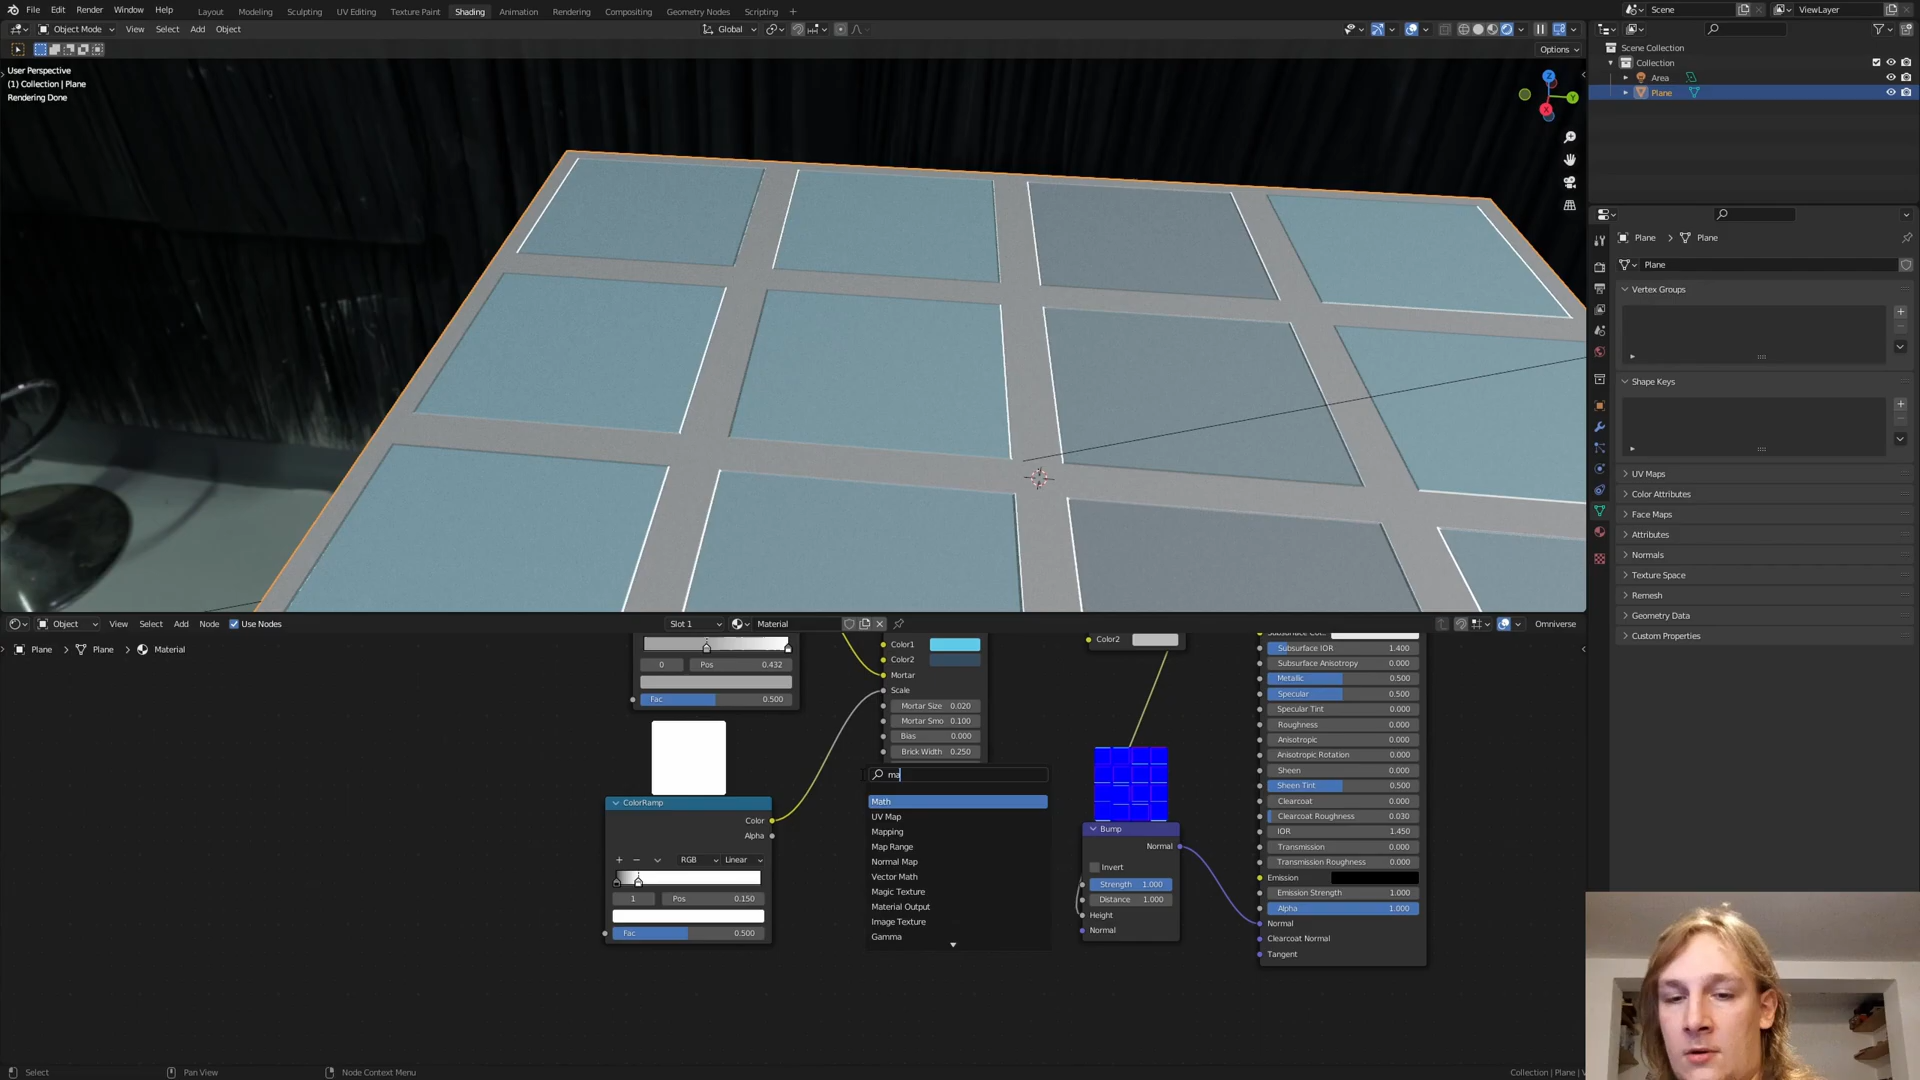 File Edit Render Window Help
Layout Modeling Sculpting UV Editing Texture Paint Shading Animation Rendering Compositing Geometry Nodes Scripting +
Scene
ViewLayer
Object Mode View Select Add Object
Global
Options
User Perspective
(1) Collection | Plane
Rendering Done
Z
Y
X
Scene Collection
Collection
Area
Plane
Plane > Plane
Plane
Vertex Groups
Shape Keys
UV Maps
Color Attributes
Face Maps
Attributes
Normals
Texture Space
Remesh
Geometry Data
Custom Properties
Object View Select Add Node Use Nodes
Slot 1
Material
Omniverse
Plane > Plane > Material
0 Pos 0.432
Fac 0.500
Color1
Color2
Mortar
Scale
Mortar Size 0.020
Mortar Smo 0.100
Bias 0.000
Brick Width 0.250
Color2
ma
Math
UV Map
Mapping
Map Range
Normal Map
Vector Math
Magic Texture
Material Output
Image Texture
Gamma
ColorRamp
Color
Alpha
RGB
Linear
1 Pos 0.150
Fac 0.500
Bump
Normal
Invert
Strength 1.000
Distance 1.000
Height
Normal
Subsurface IOR 1.400
Subsurface Anisotropy 0.000
Metallic 0.500
Specular 0.500
Specular Tint 0.000
Roughness 0.000
Anisotropic 0.000
Anisotropic Rotation 0.000
Sheen 0.000
Sheen Tint 0.500
Clearcoat 0.000
Clearcoat Roughness 0.030
IOR 1.450
Transmission 0.000
Transmission Roughness 0.000
Emission
Emission Strength 1.000
Alpha 1.000
Normal
Clearcoat Normal
Tangent
Select
Pan View
Node Context Menu